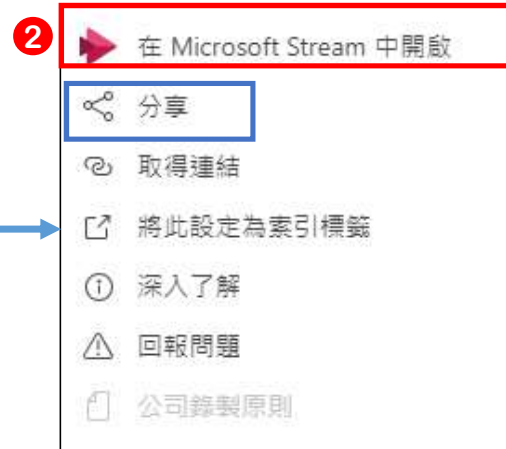 2 在 Microsoft Stream 中開啟
分享
取得連結
將此設定為索引標籤
深入了解
回報問題
公司錄製原則